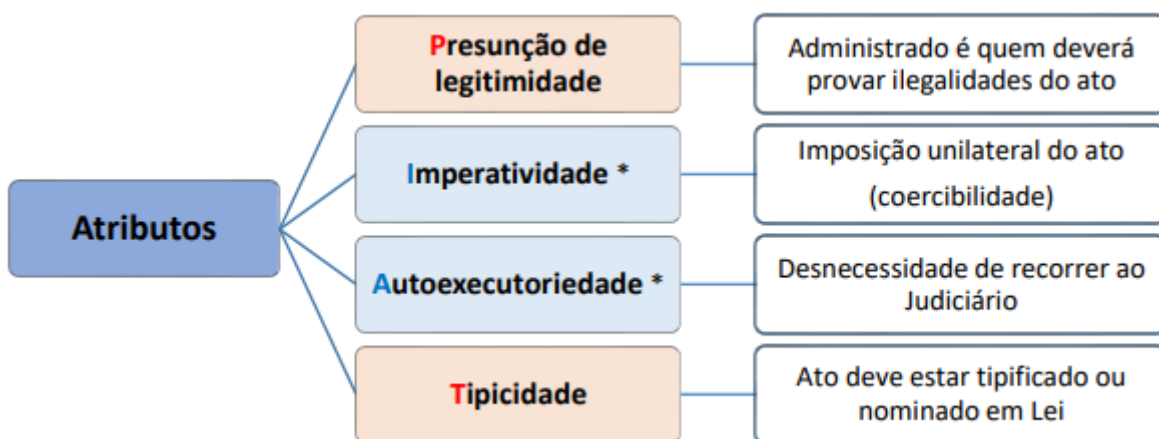 Atributos
Presunção de
legitimidade
Administrado é quem deverá
provar ilegalidades do ato
Imperatividade *
Imposição unilateral do ato
(coercibilidade)
Autoexecutoriedade *
Desnecessidade de recorrer ao
Judiciário
Tipicidade
Ato deve estar tipificado ou
nominado em Lei